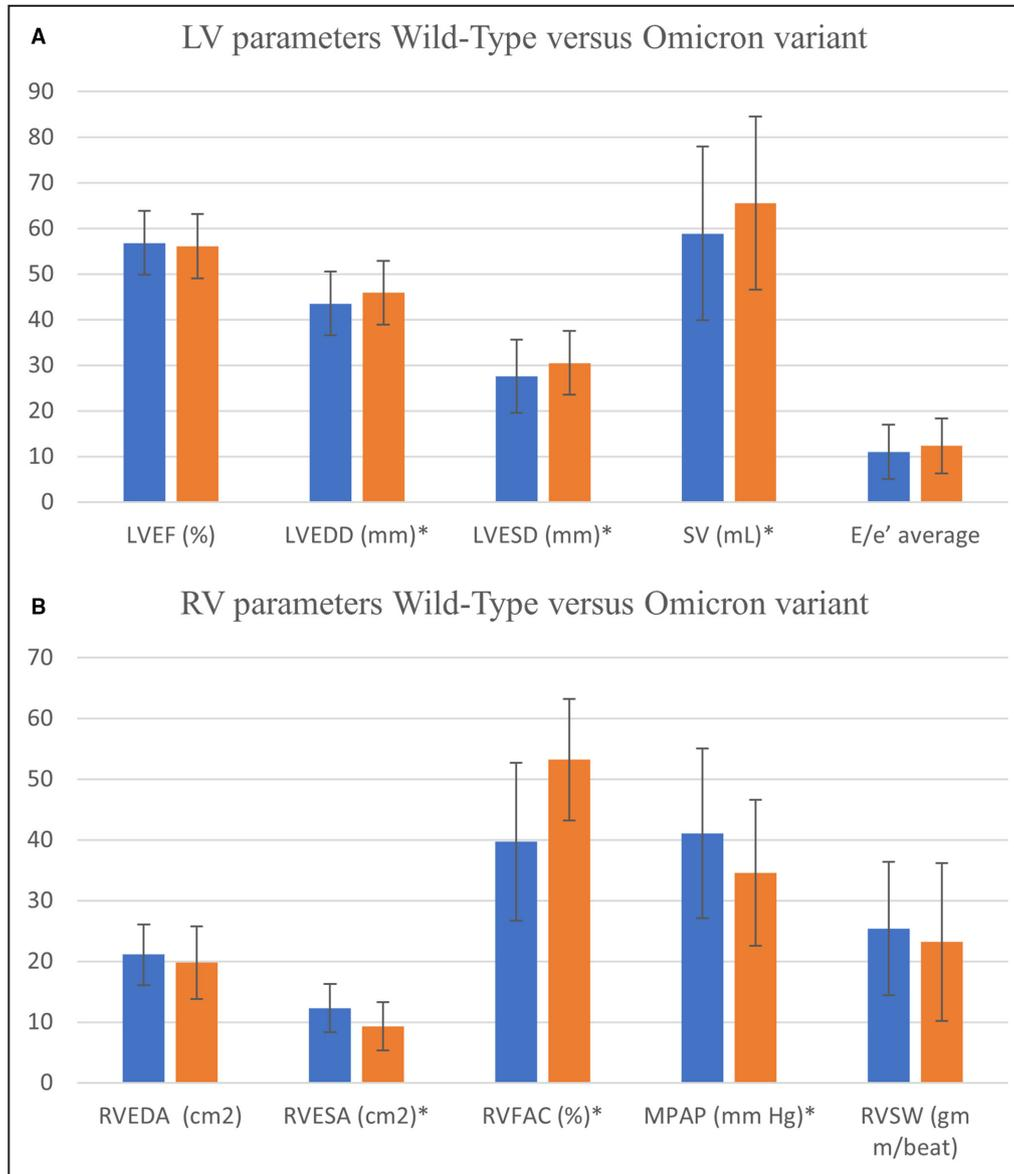 A
LV parameters Wild-Type versus Omicron variant
90
80
70
60
50
40
30
20
10
0
LVEF (%) LVEDD (mm)* LVESD (mm)* SV (mL)* E/e’ average
B
RV parameters Wild-Type versus Omicron variant
70
60
50
40
30
20
10
0
RVEDA (cm2) RVESA (cm2)* RVFAC (%)* MPAP (mm Hg)* RVSW (gm
m/beat)